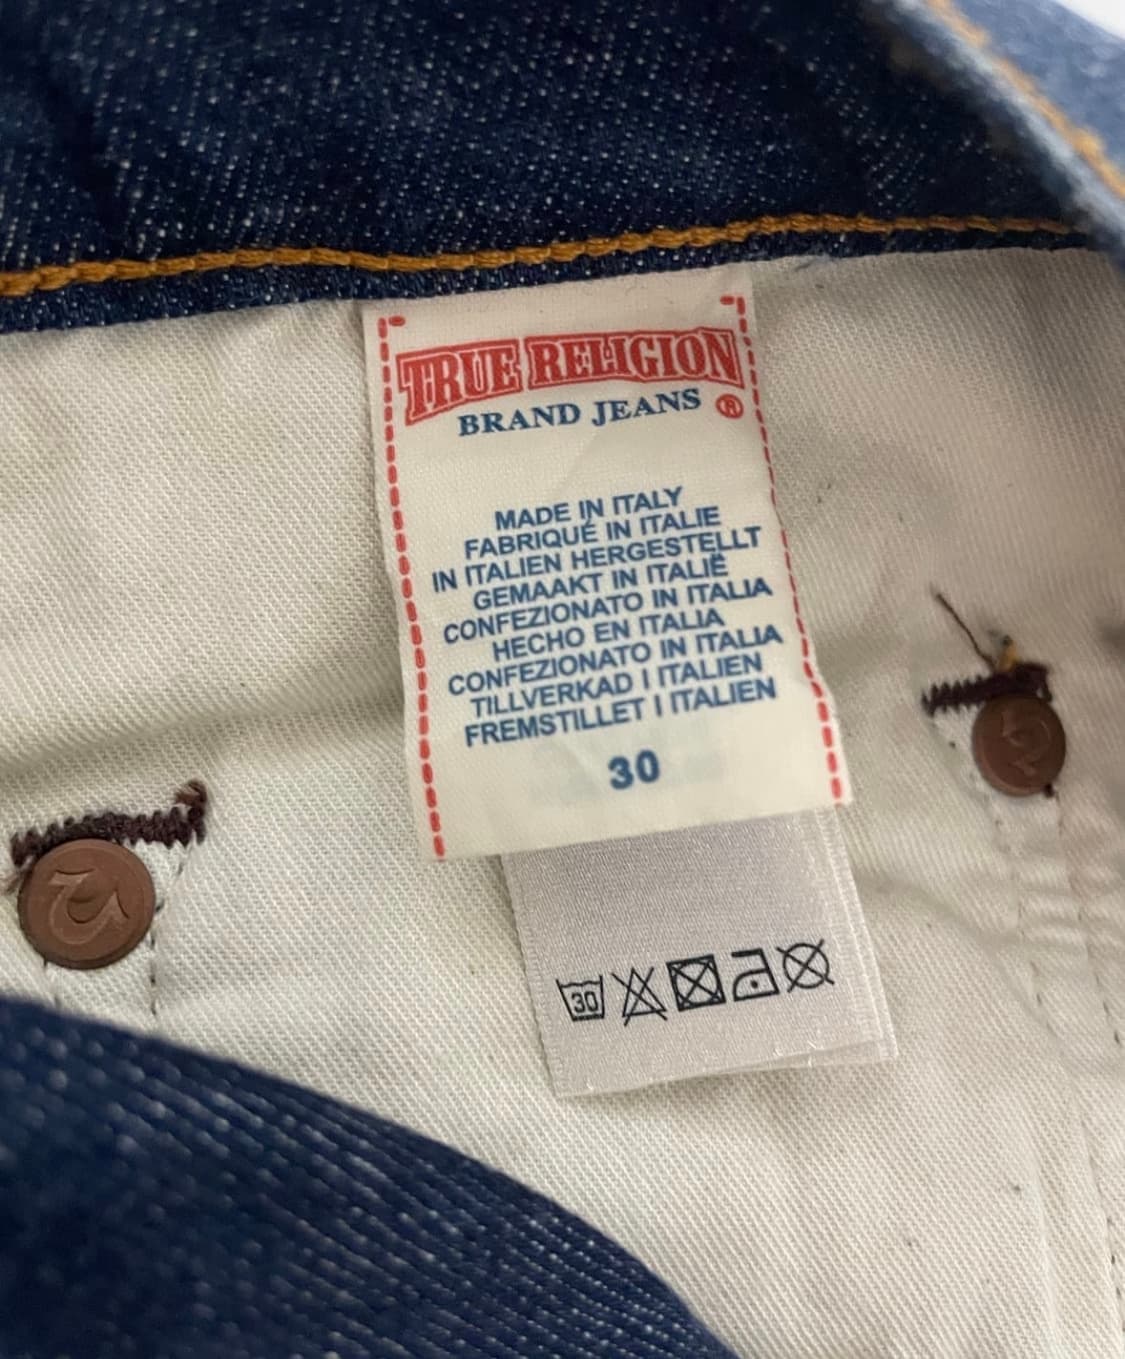 TRUE RELIGION
BRAND JEANS ®
MADE IN ITALY
FABRIQUÉ IN ITALIE
IN ITALIEN HERGESTELLT
GEMAAKT IN ITALIË
CONFEZIONATO IN ITALIA
HECHO EN ITALIA
CONFEZIONATO IN ITALIA
TILLVERKAD I ITALIEN
FREMSTILLET I ITALIEN
30
30